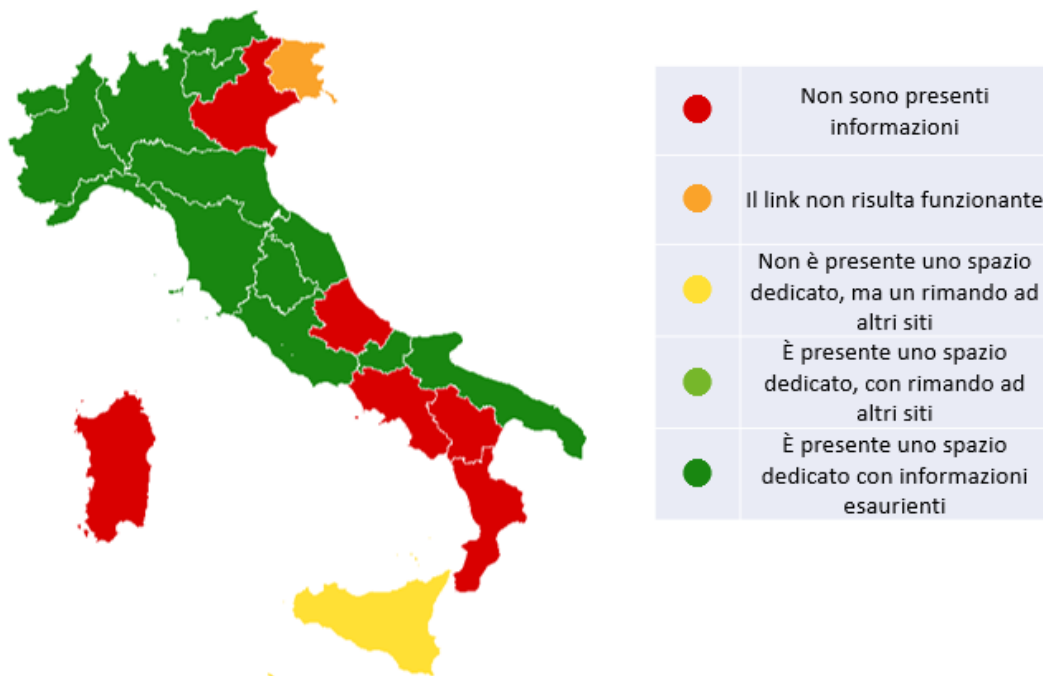 Non sono presenti
informazioni
Il link non risulta funzionante
Non è presente uno spazio
dedicato, ma un rimando ad
altri siti
È presente uno spazio
dedicato, con rimando ad
altri siti
È presente uno spazio
dedicato con informazioni
esaurienti